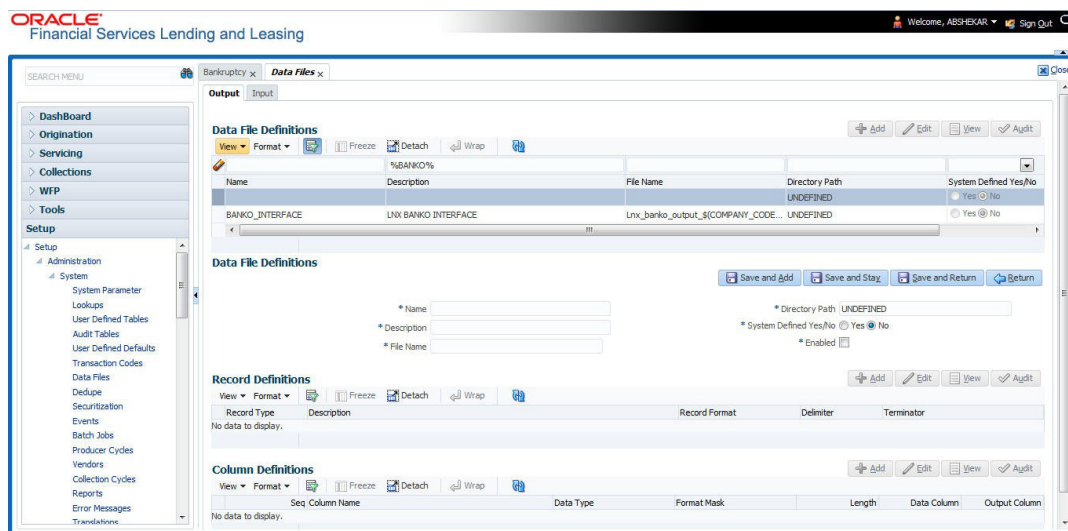 ORACLE
Financial Services Lending and Leasing
Welcome, ABSHEKAR Sign Out
SEARCH MENU
Bankruptcy x Data Files x Close
Output Input
DashBoard
Origination
Servicing
Collections
WFP
Tools
Setup
Setup
Administration
System
System Parameter
Lookups
User Defined Tables
Audit Tables
User Defined Defaults
Transaction Codes
Data Files
Dedupe
Securitization
Events
Batch Jobs
Producer Cycles
Vendors
Collection Cycles
Reports
Error Messages
Translations
Data File Definitions
Add Edit View Audit
View Format Freeze Detach Wrap
%BANKO%
Name Description File Name Directory Path System Defined Yes/No
UNDEFINED Yes No
BANKO_INTERFACE LNX BANKO INTERFACE Lnx_banko_output_$(COMPANY_CODE... UNDEFINED Yes No
Data File Definitions
Save and Add Save and Stay Save and Return Return
* Name
* Description
* File Name
* Directory Path UNDEFINED
* System Defined Yes/No Yes No
* Enabled
Record Definitions
Add Edit View Audit
View Format Freeze Detach Wrap
Record Type Description Record Format Delimiter Terminator
No data to display.
Column Definitions
Add Edit View Audit
View Format Freeze Detach Wrap
Seq Column Name Data Type Format Mask Length Data Column Output Column
No data to display.